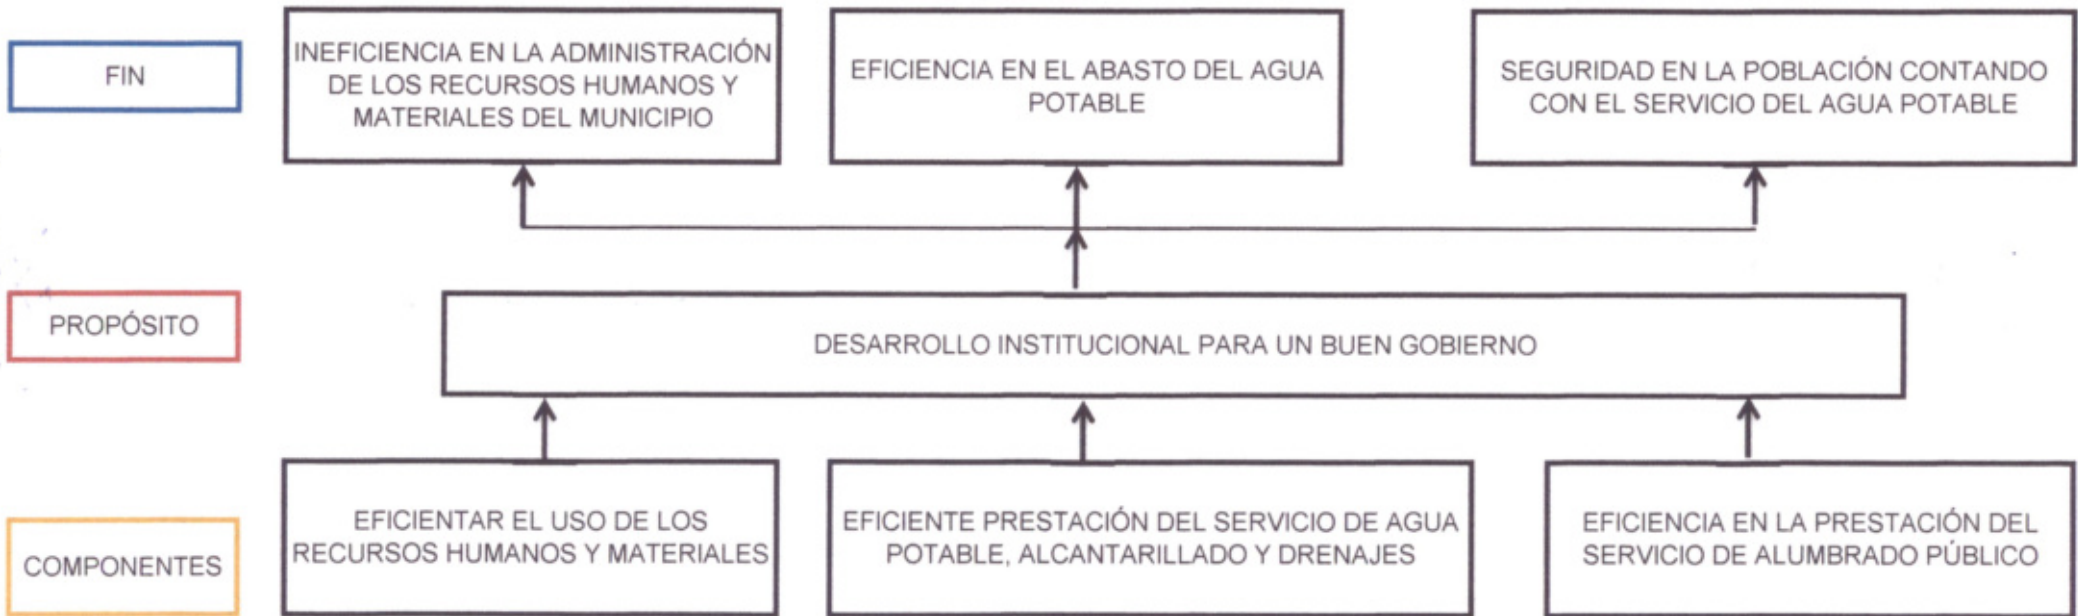 FIN
INEFICIENCIA EN LA ADMINISTRACIÓN
DE LOS RECURSOS HUMANOS Y
MATERIALES DEL MUNICIPIO
EFICIENCIA EN EL ABASTO DEL AGUA
POTABLE
SEGURIDAD EN LA POBLACIÓN CONTANDO
CON EL SERVICIO DEL AGUA POTABLE
PROPÓSITO
DESARROLLO INSTITUCIONAL PARA UN BUEN GOBIERNO
COMPONENTES
EFICIENTAR EL USO DE LOS
RECURSOS HUMANOS Y MATERIALES
EFICIENTE PRESTACIÓN DEL SERVICIO DE AGUA
POTABLE, ALCANTARILLADO Y DRENAJES
EFICIENCIA EN LA PRESTACIÓN DEL
SERVICIO DE ALUMBRADO PÚBLICO